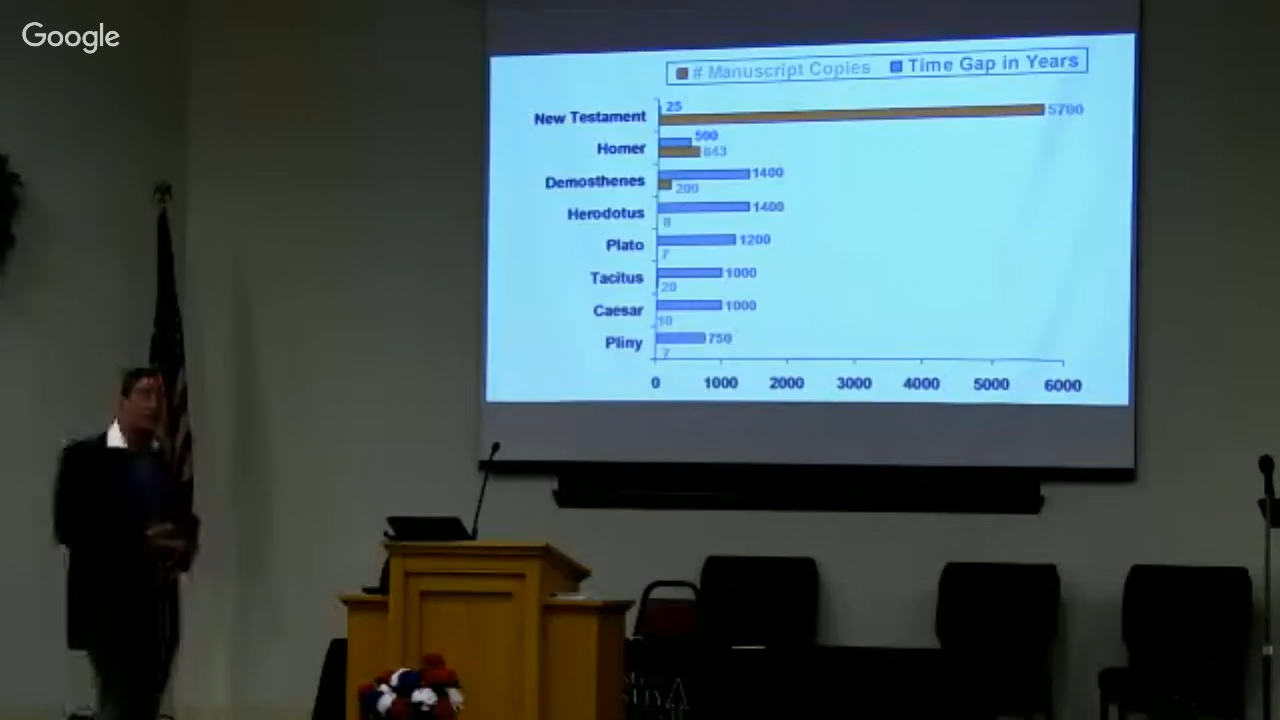 Google
# Manuscript Copies Time Gap in Years
New Testament 25 5700
Homer 500 643
Demosthenes 1400 200
Herodotus 1400 8
Plato 1200 7
Tacitus 1000 20
Caesar 1000 10
Pliny 750 7
0 1000 2000 3000 4000 5000 6000